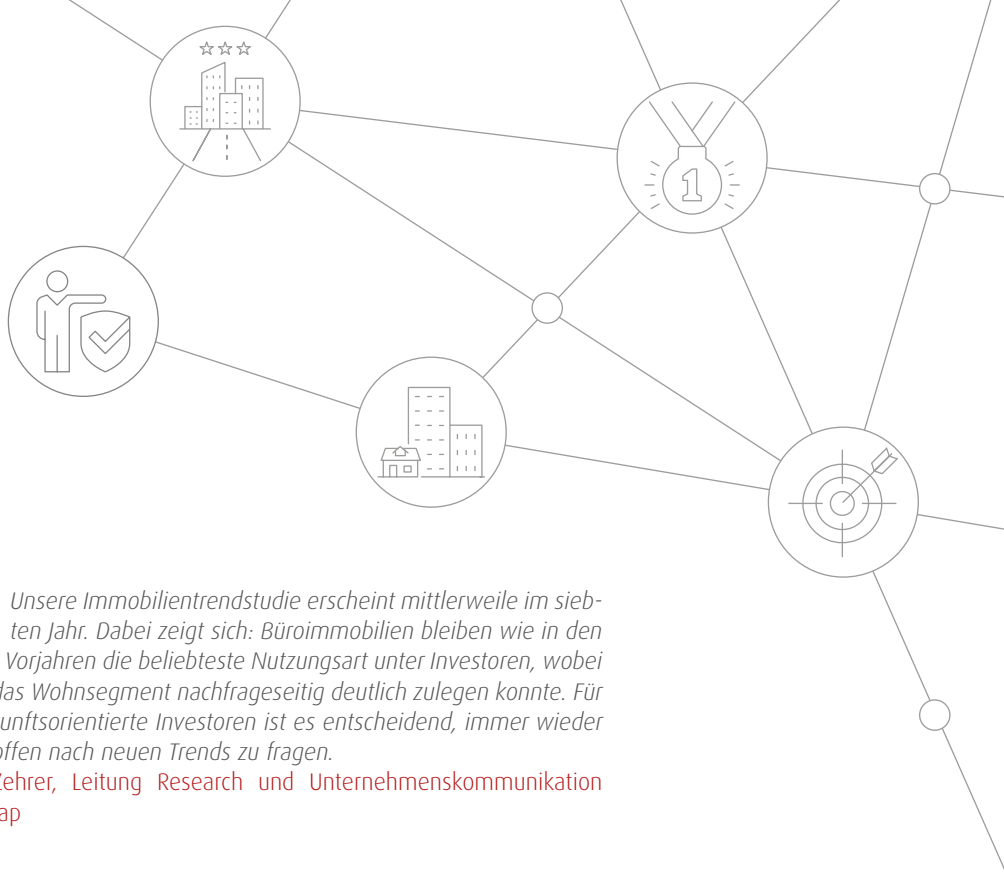 Unsere Immobilientrendstudie erscheint mittlerweile im sieb-
ten Jahr. Dabei zeigt sich: Büroimmobilien bleiben wie in den
Vorjahren die beliebteste Nutzungsart unter Investoren, wobei
das Wohnsegment nachfrageseitig deutlich zulegen konnte. Für
unftsorientierte Investoren ist es entscheidend, immer wieder
offen nach neuen Trends zu fragen.
Zehrer, Leitung Research und Unternehmenskommunikation
ap
1